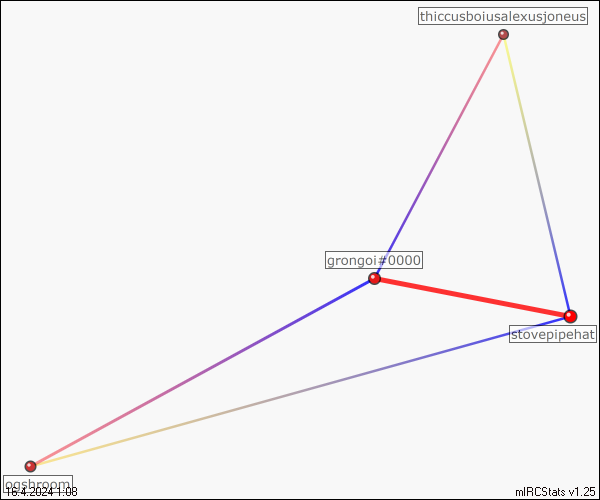 thiccusboiusalexusjoneus
grongoi#0000
stovepipehat
ogshroom
16.4.2024 1:08
mIRCStats v1.25